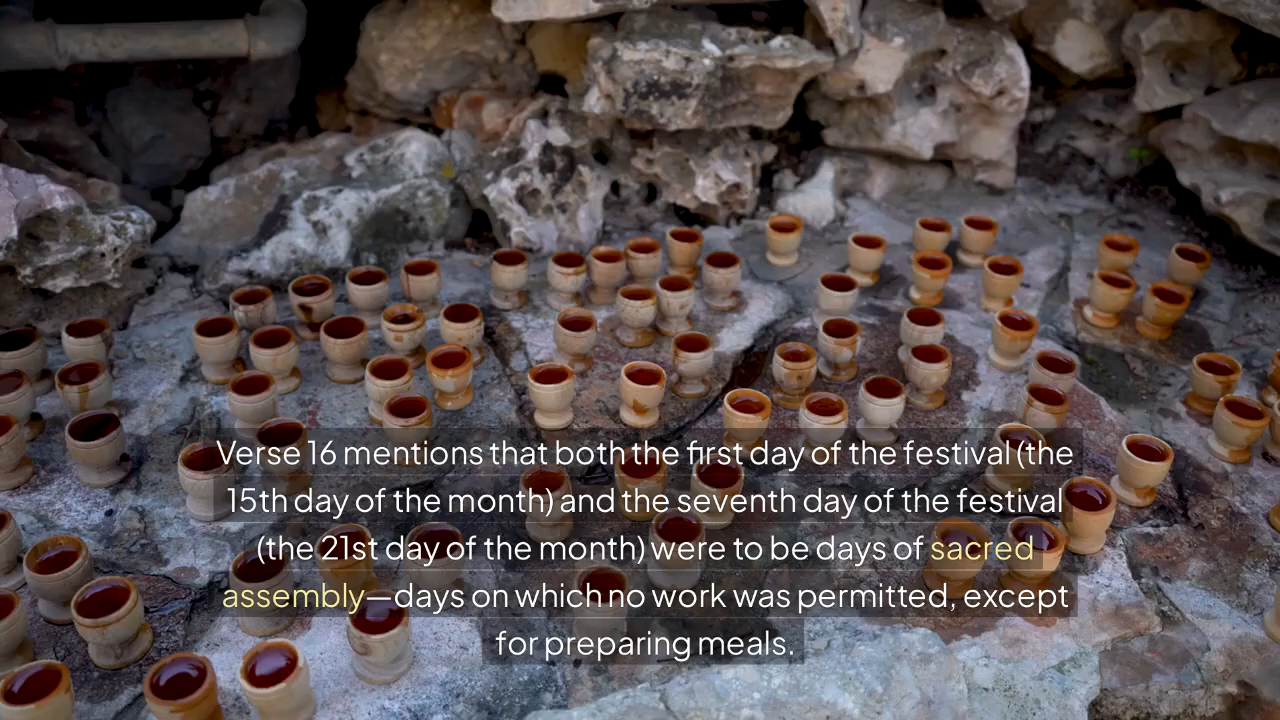 Verse 16 mentions that both the first day of the festival (the
15th day of the month) and the seventh day of the festival
(the 21st day of the month) were to be days of sacred
assembly—days on which no work was permitted, except
for preparing meals.